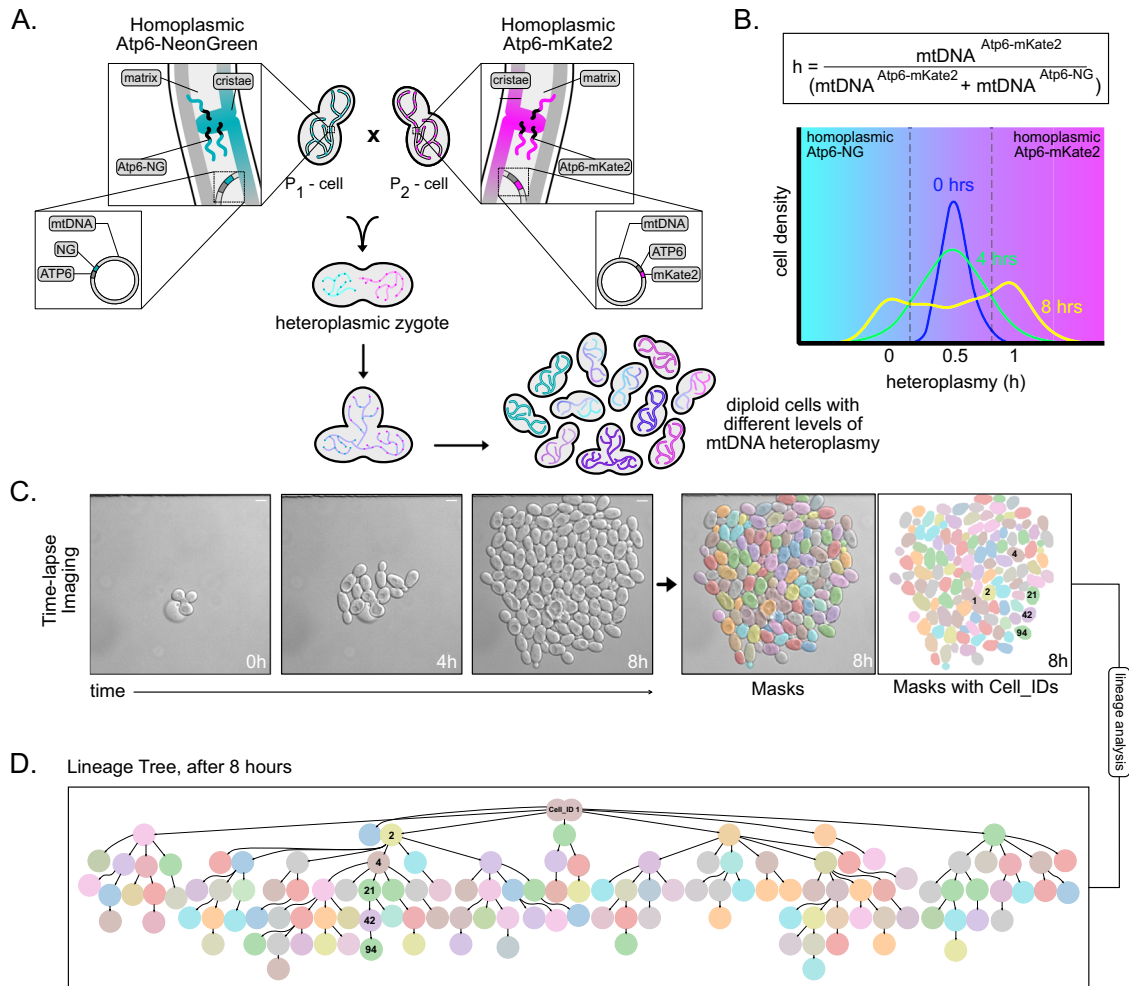 A.
Homoplasmic
Atp6-NeonGreen
matrix
cristae
Atp6-NG
mtDNA
NG
ATP6
P1 - cell
x
P2 - cell
Homoplasmic
Atp6-mKate2
cristae
matrix
Atp6-mKate2
mtDNA
ATP6
mKate2
heteroplasmic zygote
diploid cells with
different levels of
mtDNA heteroplasmy
B.
h = mtDNA Atp6-mKate2
(mtDNA Atp6-mKate2 + mtDNA Atp6-NG )
homoplasmic
Atp6-NG
homoplasmic
Atp6-mKate2
0 hrs
4 hrs
8 hrs
cell density
0 0.5 1
heteroplasmy (h)
C.
Time-lapse
Imaging
0h
4h
8h
8h
4
2
1
21
42
94
8h
time
Masks
Masks with Cell_IDs
lineage analysis
D.
Lineage Tree, after 8 hours
Cell_ID 1
2
4
21
42
94